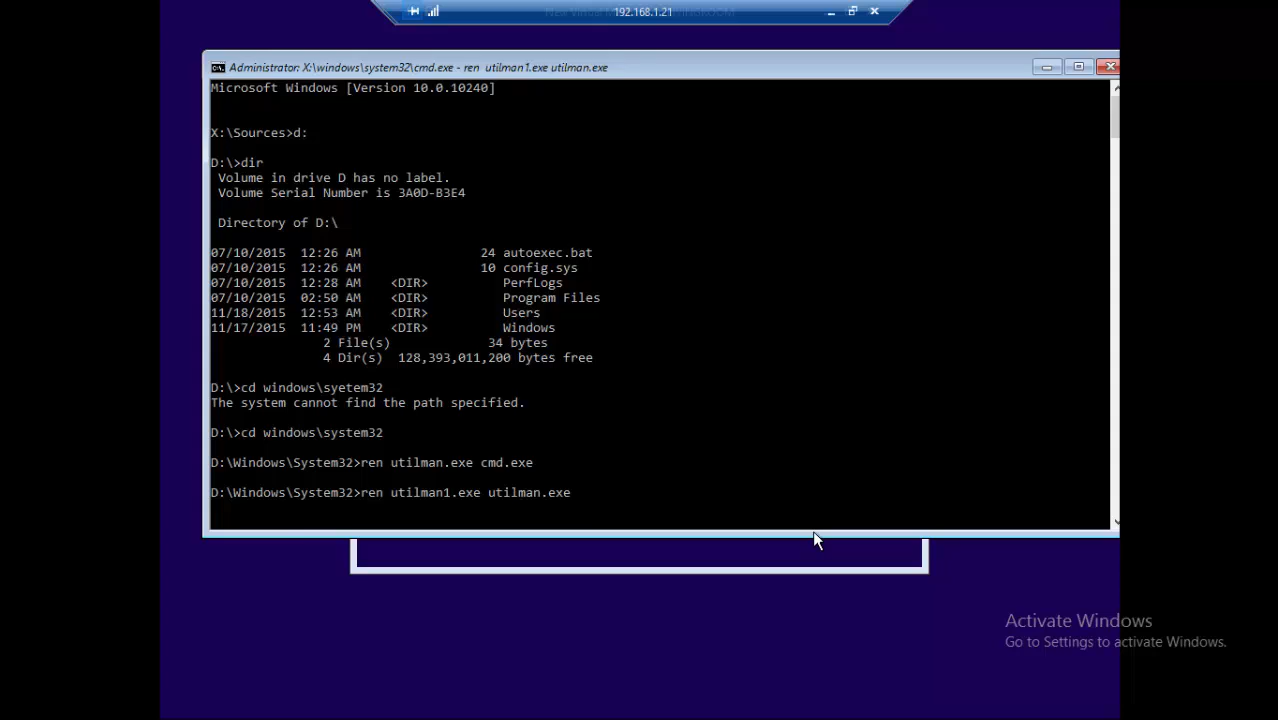 192.168.1.21
Administrator: X:\windows\system32\cmd.exe - ren utilman1.exe utilman.exe
Microsoft Windows [Version 10.0.10240]
X:\Sources>d:
D:\>dir
Volume in drive D has no label.
Volume Serial Number is 3A0D-B3E4
Directory of D:\
07/10/2015 12:26 AM 24 autoexec.bat
07/10/2015 12:26 AM 10 config.sys
07/10/2015 12:28 AM <DIR> PerfLogs
07/10/2015 02:50 AM <DIR> Program Files
11/18/2015 12:53 AM <DIR> Users
11/17/2015 11:49 PM <DIR> Windows
2 File(s) 34 bytes
4 Dir(s) 128,393,011,200 bytes free
D:\>cd windows\syetem32
The system cannot find the path specified.
D:\>cd windows\system32
D:\Windows\System32>ren utilman.exe cmd.exe
D:\Windows\System32>ren utilman1.exe utilman.exe
Activate Windows
Go to Settings to activate Windows.